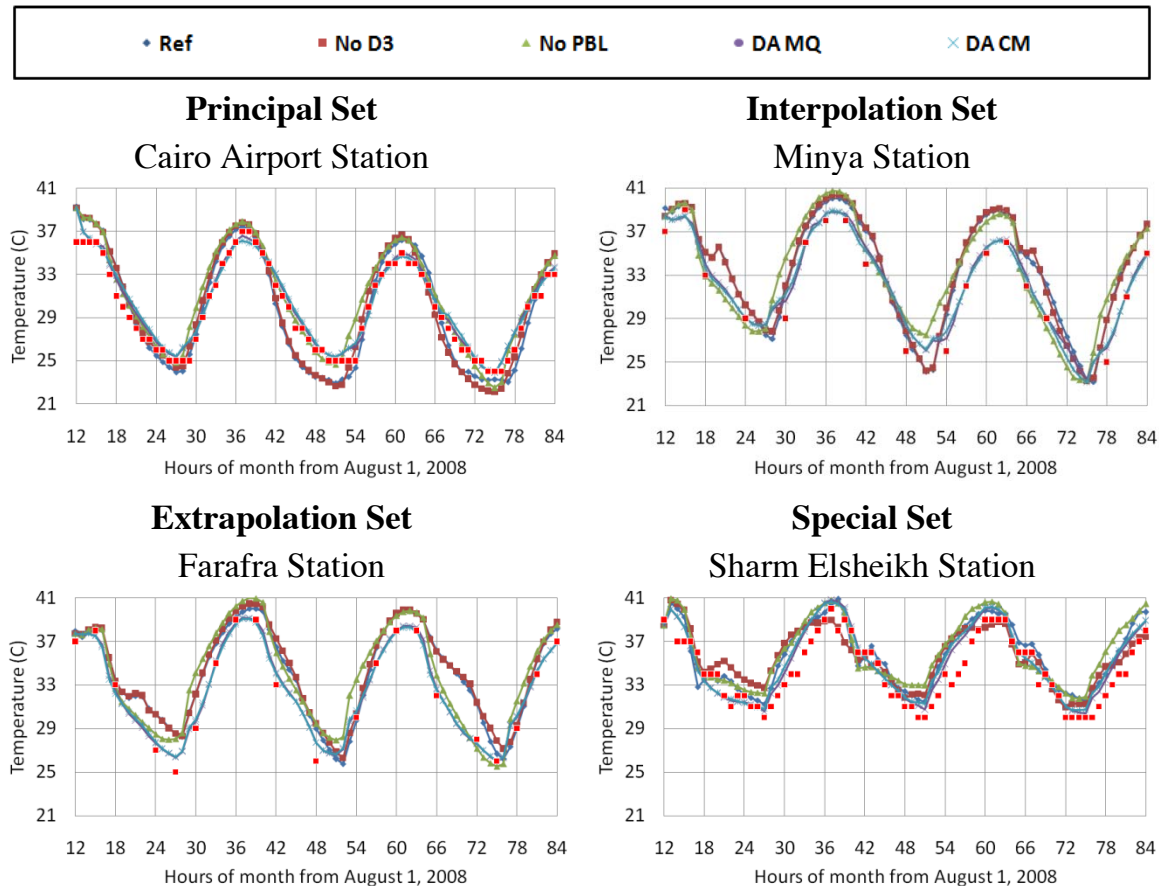 Ref No D3 No PBL DA MQ DA CM
Principal Set
Cairo Airport Station
Temperature (C)
41
37
33
29
25
21
12 18 24 30 36 42 48 54 60 66 72 78 84
Hours of month from August 1, 2008
Interpolation Set
Minya Station
Temperature (C)
41
37
33
29
25
21
12 18 24 30 36 42 48 54 60 66 72 78 84
Hours of month from August 1, 2008
Extrapolation Set
Farafra Station
Temperature (C)
41
37
33
29
25
21
12 18 24 30 36 42 48 54 60 66 72 78 84
Hours of month from August 1, 2008
Special Set
Sharm Elsheikh Station
Temperature (C)
41
37
33
29
25
21
12 18 24 30 36 42 48 54 60 66 72 78 84
Hours of month from August 1, 2008